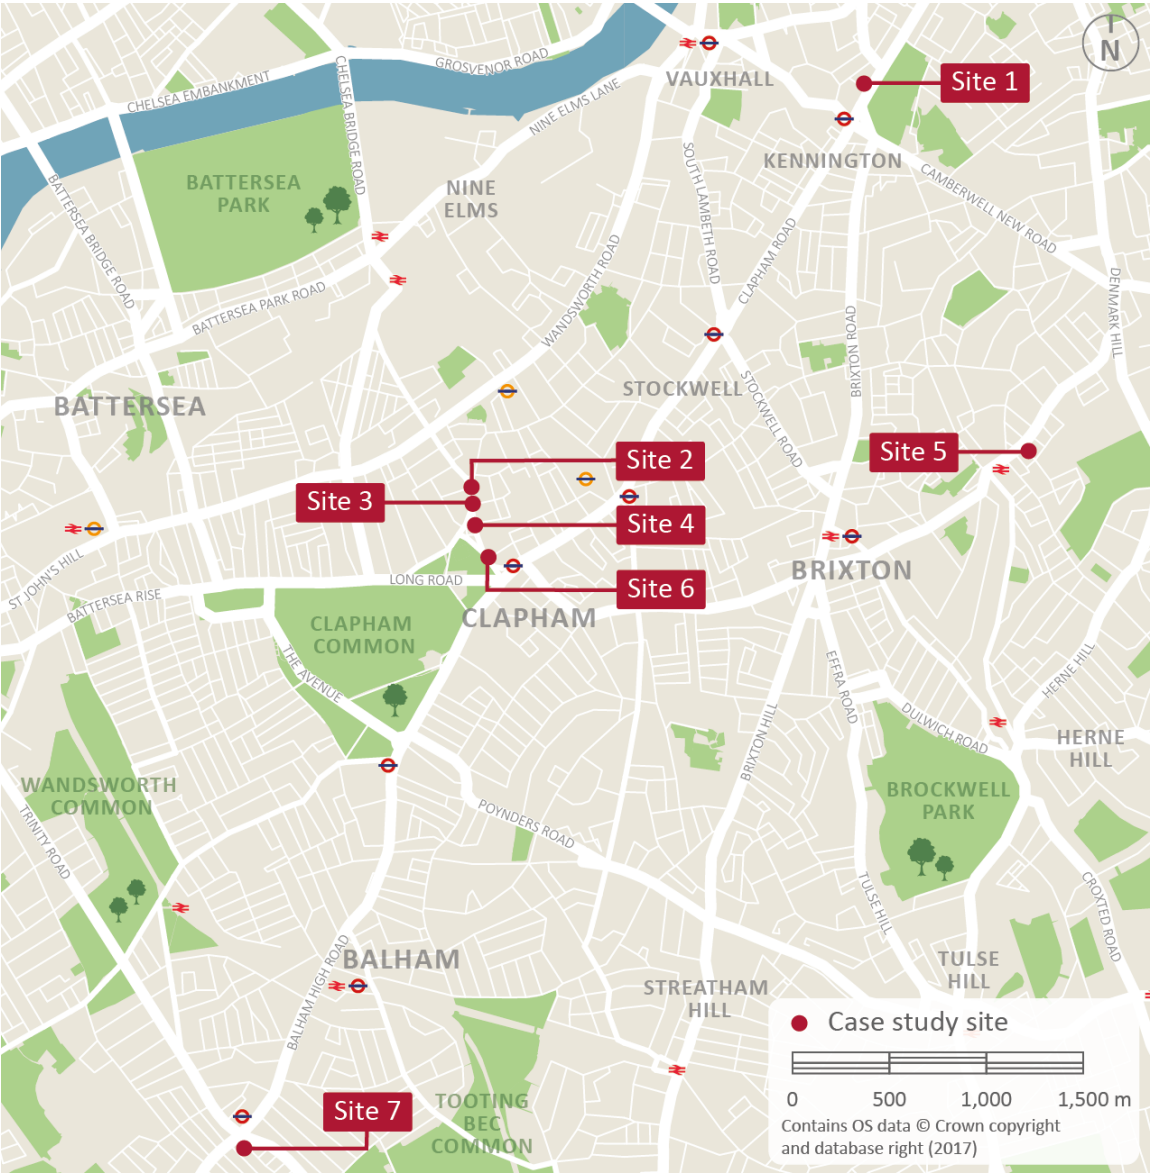 N
CHELSEA EMBANKMENT
GROSVENOR ROAD
VAUXHALL
Site 1
CHELSEA BRIDGE ROAD
NINE ELMS LANE
SOUTH LAMBETH ROAD
KENNINGTON
CAMBERWELL NEW ROAD
BATTERSEA
PARK
NINE
ELMS
BATTERSEA BRIDGE ROAD
BATTERSEA PARK ROAD
WANDSWORTH ROAD
CLAPHAM ROAD
DENMARK HILL
BRIXTON ROAD
STOCKWELL
STOCKWELL ROAD
BATTERSEA
Site 2
Site 5
Site 3
Site 4
BRIXTON
ST JOHN'S HILL
BATTERSEA RISE
LONG ROAD
Site 6
CLAPHAM
CLAPHAM
COMMON
THE AVENUE
EFFRA ROAD
HERNE HILL
DULWICH ROAD
HERNE
HILL
BRIXTON HILL
WANDSWORTH
COMMON
BROCKWELL
PARK
TRINITY ROAD
POYNDERS ROAD
TULSE HILL
CROXTED ROAD
BALHAM
BALHAM HIGH ROAD
TULSE
HILL
STREATHAM
HILL
Case study site
0 500 1,000 1,500 m
Contains OS data © Crown copyright
and database right (2017)
Site 7
TOOTING
BEC
COMMON